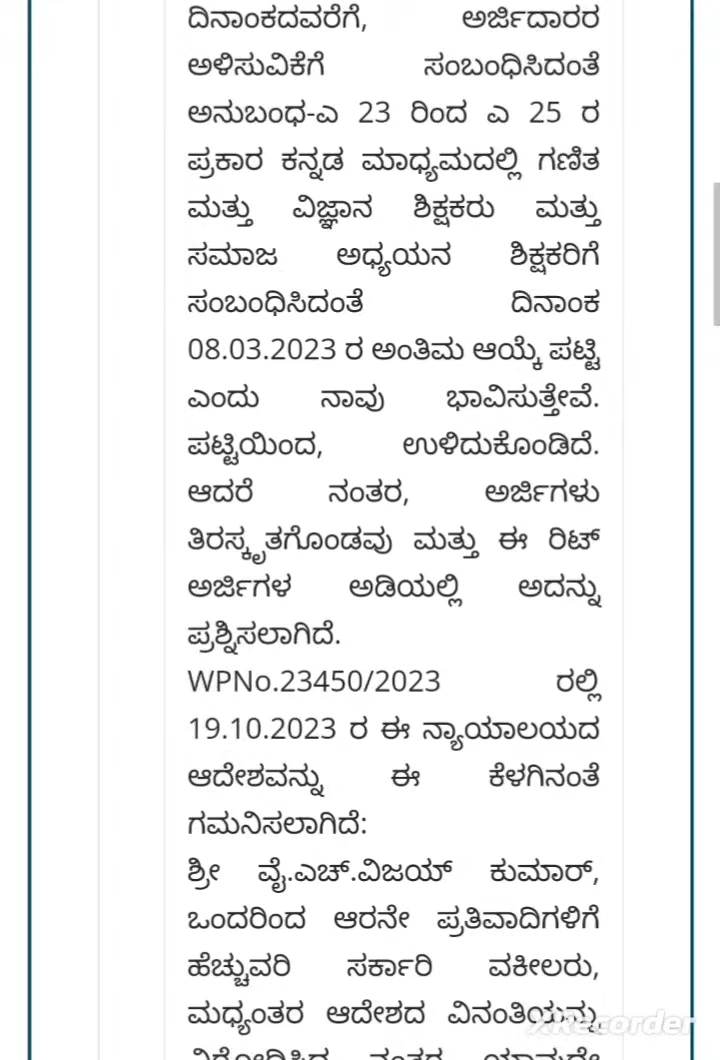 ದಿನಾಂಕದವರೆಗೆ, ಅರ್ಜಿದಾರರ
ಅಳಿಸುವಿಕೆಗೆ ಸಂಬಂಧಿಸಿದಂತೆ
ಅನುಬಂಧ-ಎ 23 ರಿಂದ ಎ 25 ರ
ಪ್ರಕಾರ ಕನ್ನಡ ಮಾಧ್ಯಮದಲ್ಲಿ ಗಣಿತ
ಮತ್ತು ವಿಜ್ಞಾನ ಶಿಕ್ಷಕರು ಮತ್ತು
ಸಮಾಜ ಅಧ್ಯಯನ ಶಿಕ್ಷಕರಿಗೆ
ಸಂಬಂಧಿಸಿದಂತೆ ದಿನಾಂಕ
08.03.2023 ರ ಅಂತಿಮ ಆಯ್ಕೆ ಪಟ್ಟಿ
ಎಂದು ನಾವು ಭಾವಿಸುತ್ತೇವೆ.
ಪಟ್ಟಿಯಿಂದ, ಉಳಿದುಕೊಂಡಿದೆ.
ಆದರೆ ನಂತರ, ಅರ್ಜಿಗಳು
ತಿರಸ್ಕೃತಗೊಂಡವು ಮತ್ತು ಈ ರಿಟ್
ಅರ್ಜಿಗಳ ಅಡಿಯಲ್ಲಿ ಅದನ್ನು
ಪ್ರಶ್ನಿಸಲಾಗಿದೆ.
WPNo.23450/2023 ರಲ್ಲಿ
19.10.2023 ರ ಈ ನ್ಯಾಯಾಲಯದ
ಆದೇಶವನ್ನು ಈ ಕೆಳಗಿನಂತೆ
ಗಮನಿಸಲಾಗಿದೆ:
ಶ್ರೀ ವೈ.ಎಚ್.ವಿಜಯ್ ಕುಮಾರ್,
ಒಂದರಿಂದ ಆರನೇ ಪ್ರತಿವಾದಿಗಳಿಗೆ
ಹೆಚ್ಚುವರಿ ಸರ್ಕಾರಿ ವಕೀಲರು,
ಮಧ್ಯಂತರ ಆದೇಶದ ವಿನಂತಿಯನ್ನು
XRecorder